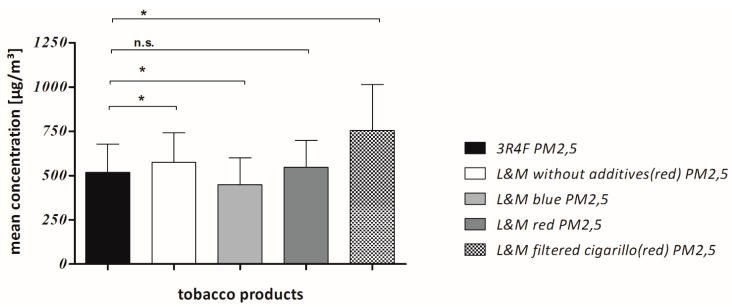 *
n.s.
*
*
mean concentration [µg/m³]
1250
1000
750
500
250
0
tobacco products
3R4F PM2,5
L&M without additives(red) PM2,5
L&M blue PM2,5
L&M red PM2,5
L&M filtered cigarillo(red) PM2,5